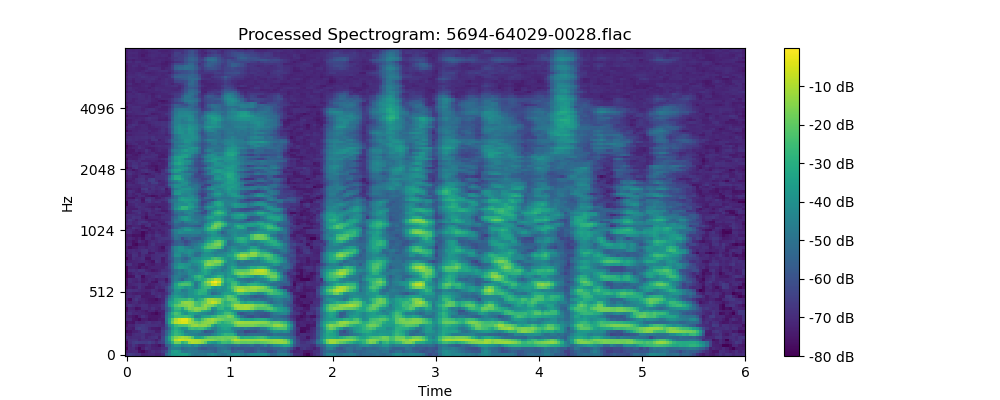 Processed Spectrogram: 5694-64029-0028.flac
Hz
4096
2048
1024
512
0
0 1 2 3 4 5 6
Time
-10 dB
-20 dB
-30 dB
-40 dB
-50 dB
-60 dB
-70 dB
-80 dB